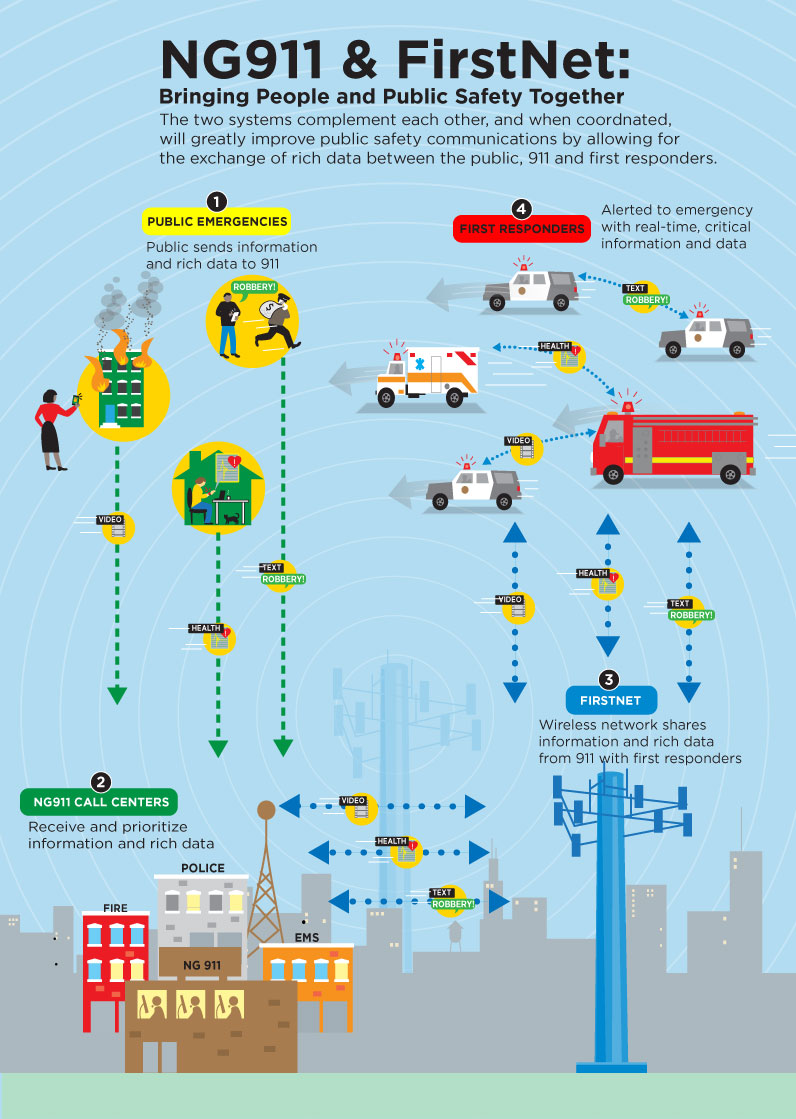 NG911 & FirstNet:
Bringing People and Public Safety Together
The two systems complement each other, and when coordnated,
will greatly improve public safety communications by allowing for
the exchange of rich data between the public, 911 and first responders.
1
PUBLIC EMERGENCIES
Public sends information
and rich data to 911
ROBBERY!
$
VIDEO
TEXT
ROBBERY!
HEALTH
4
FIRST RESPONDERS
Alerted to emergency
with real-time, critical
information and data
TEXT
ROBBERY!
HEALTH
VIDEO
VIDEO
HEALTH
TEXT
ROBBERY!
3
FIRSTNET
Wireless network shares
information and rich data
from 911 with first responders
2
NG911 CALL CENTERS
Receive and prioritize
information and rich data
VIDEO
HEALTH
TEXT
ROBBERY!
POLICE
FIRE
EMS
NG 911